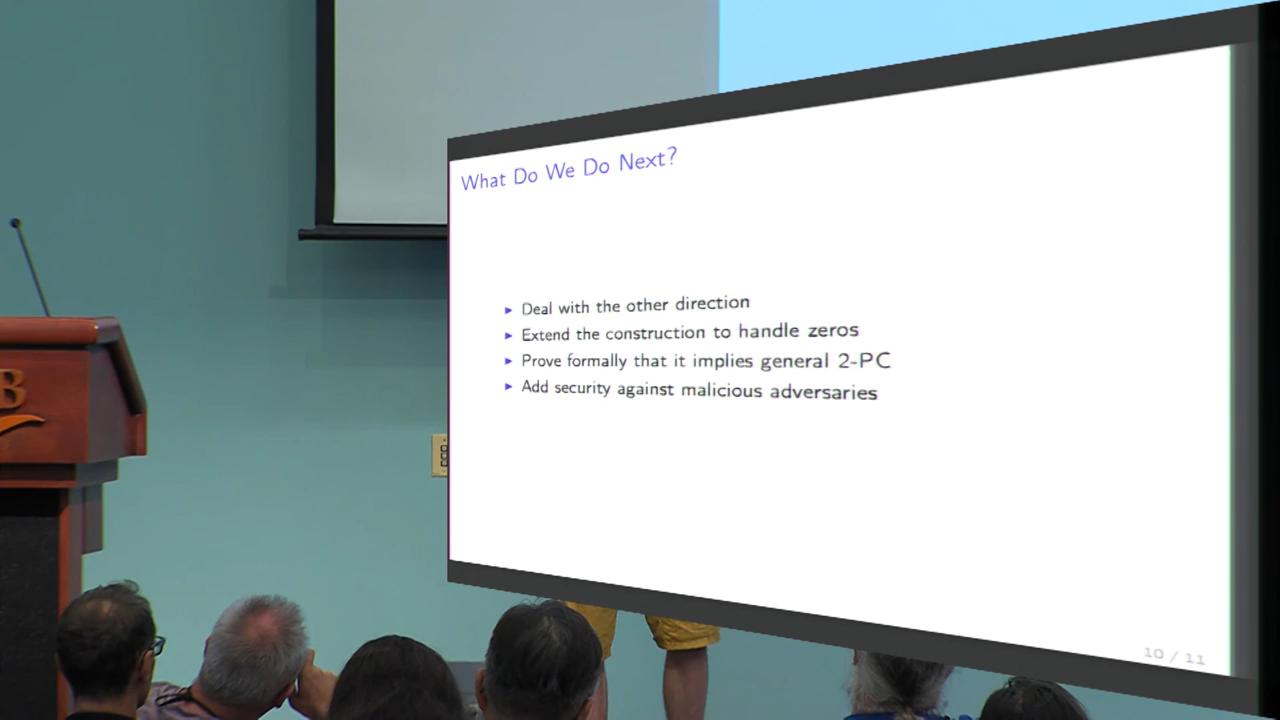 What Do We Do Next?
Deal with the other direction
Extend the construction to handle zeros
Prove formally that it implies general 2-PC
Add security against malicious adversaries
10 / 11
B